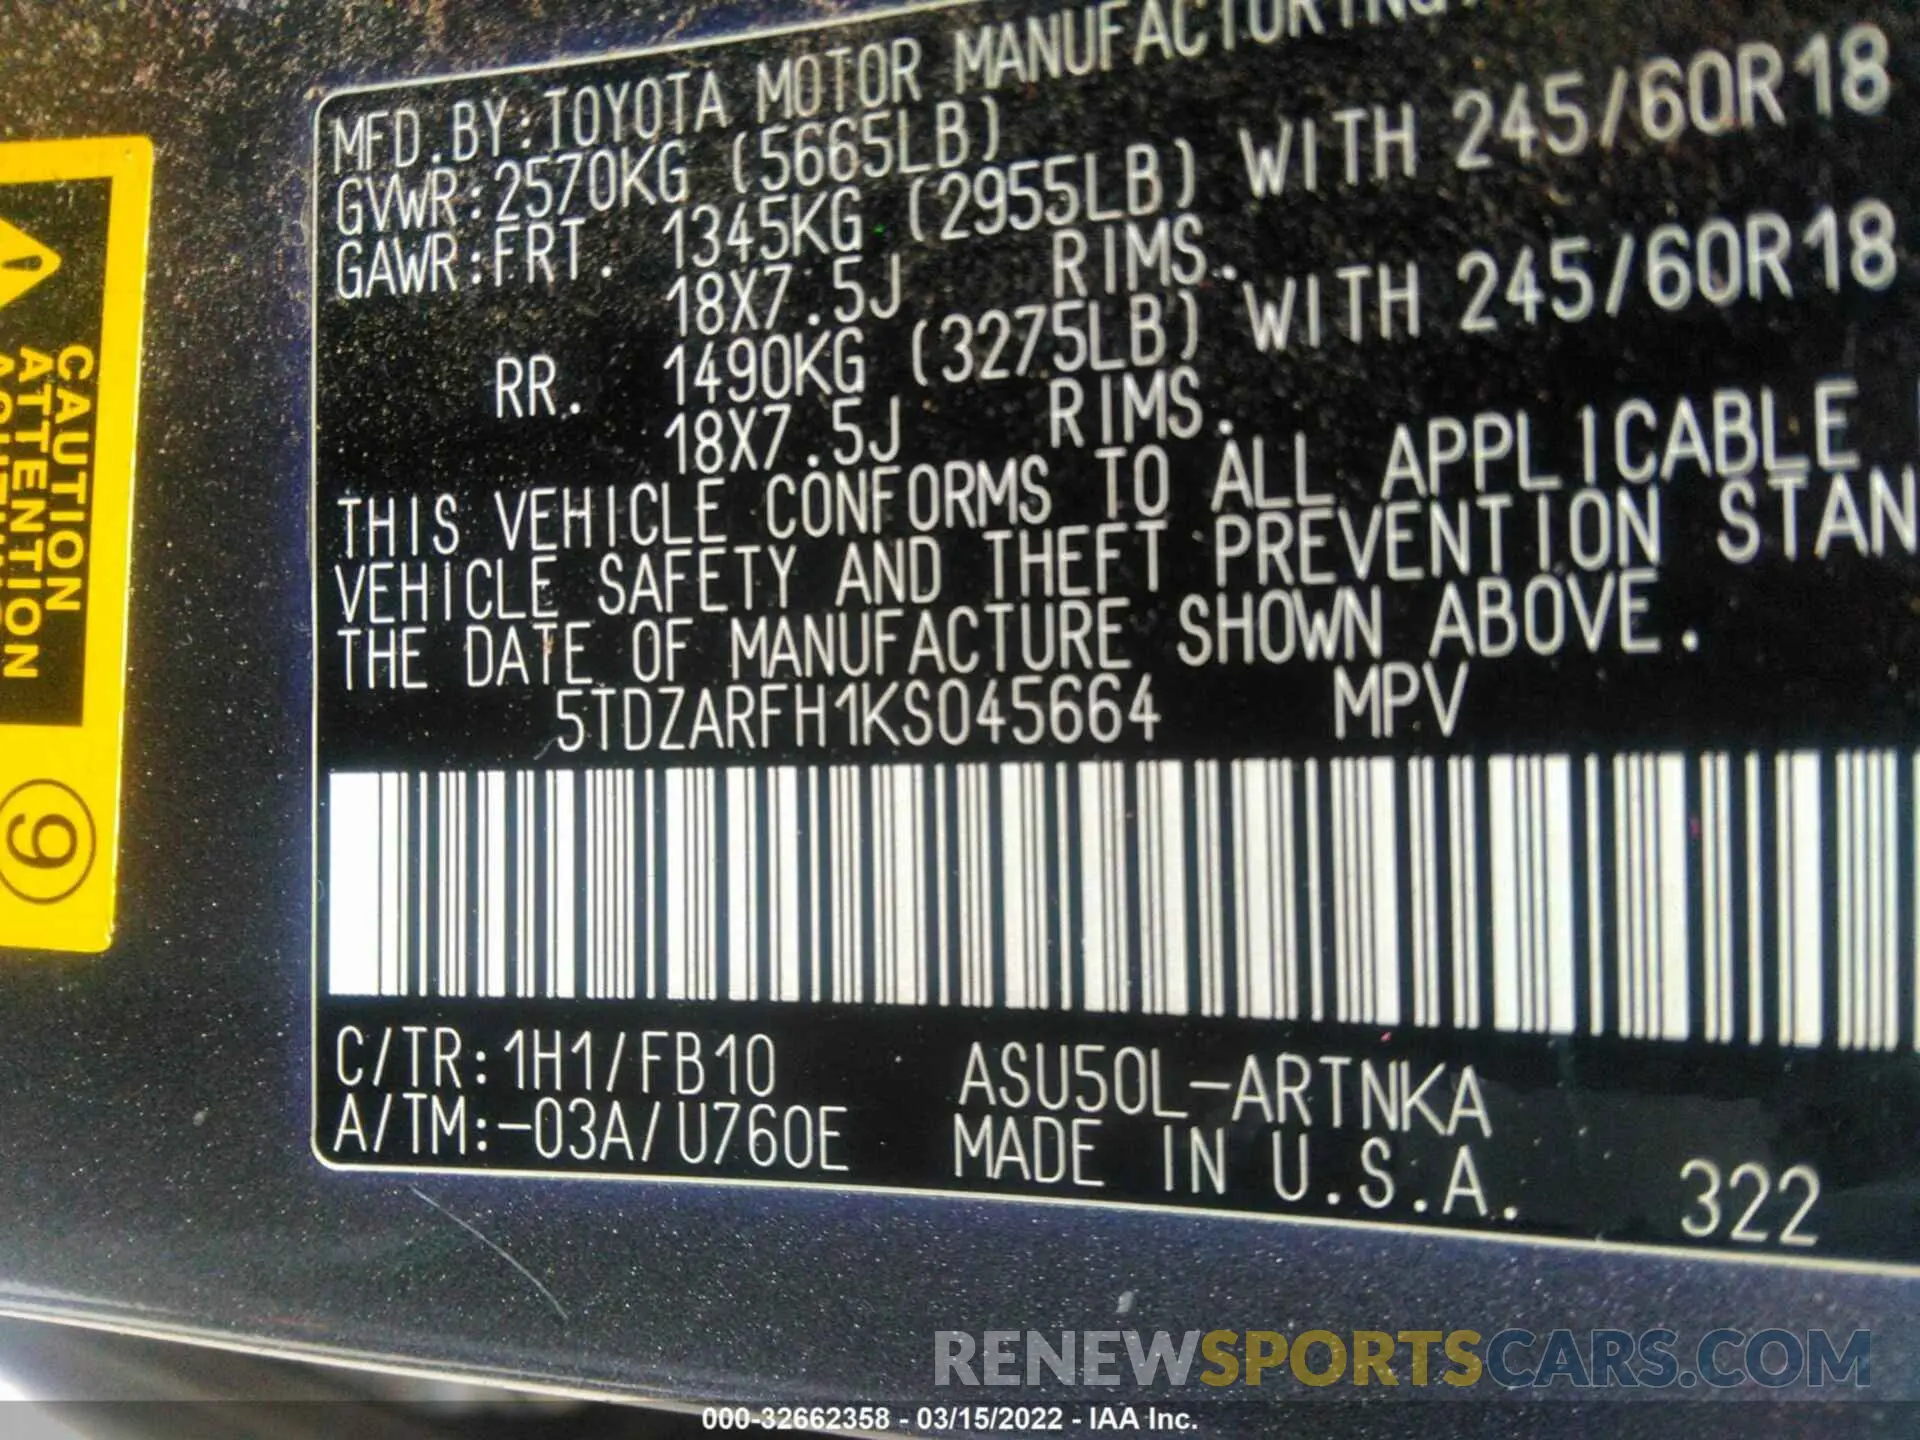 MFD.BY:TOYOTA MOTOR MANUFACTURING
GVWR:2570KG (5665LB)
GAWR:FRT. 1345KG (2955LB) WITH 245/60R18
18X7.5J RIMS.
RR. 1490KG (3275LB) WITH 245/60R18
18X7.5J RIMS.
THIS VEHICLE CONFORMS TO ALL APPLICABLE
VEHICLE SAFETY AND THEFT PREVENTION STAN
THE DATE OF MANUFACTURE SHOWN ABOVE.
5TDZARFH1KS045664 MPV
C/TR:1H1/FB10 ASU50L-ARTNKA
A/TM:-03A/U760E MADE IN U.S.A.
322
CAUTION
ATTENTION
9
RENEWSPORTSCARS.COM
000-32662358 - 03/15/2022 - IAA Inc.